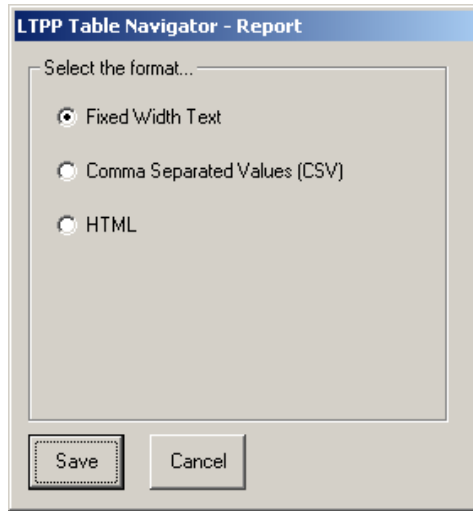 LTPP Table Navigator - Report
Select the format...
Fixed Width Text
Comma Separated Values (CSV)
HTML
Save Cancel